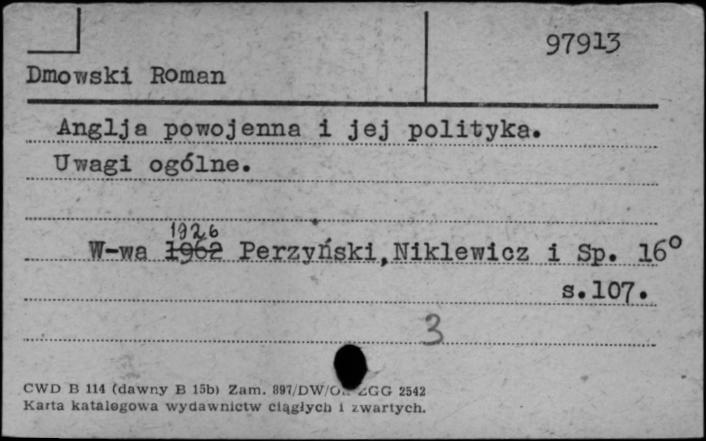 97913
Dmowski Roman
Anglja powojenna i jej polityka.
Uwagi ogólne.
1926
W-wa 1962 Perzyński,Niklewicz i Sp. 16°
s.107.
3
CWD B 114 (dawny B 15b) Zam. 897/DW/O ZGG 2542
Karta katalogowa wydawnictw ciągłych i zwartych.